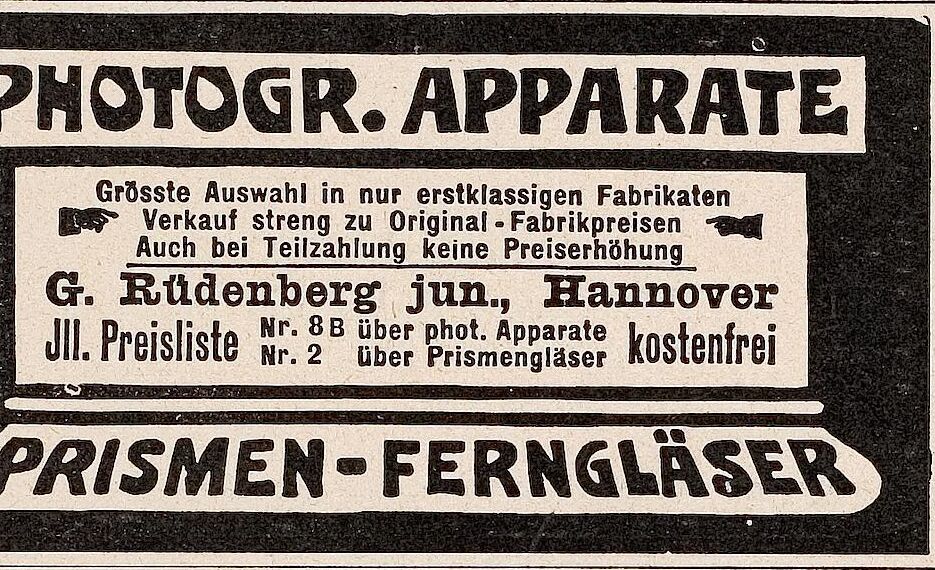 PHOTOGR. APPARATE
Grösste Auswahl in nur erstklassigen Fabrikaten
Verkauf streng zu Original-Fabrikpreisen
Auch bei Teilzahlung keine Preiserhöhung
G. Rüdenberg jun., Hannover
Jll. Preisliste Nr. 8B über phot. Apparate kostenfrei
Nr. 2 über Prismengläser
PRISMEN-FERNGLÄSER